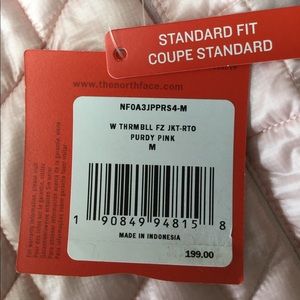 STANDARD FIT
COUPE STANDARD
www.thenorthface.com
NF0A3JPPRS4-M
W THRMBLL FZ JKT-RTO
PURDY PINK
M
1 90849 94815 8
MADE IN INDONESIA
199.00